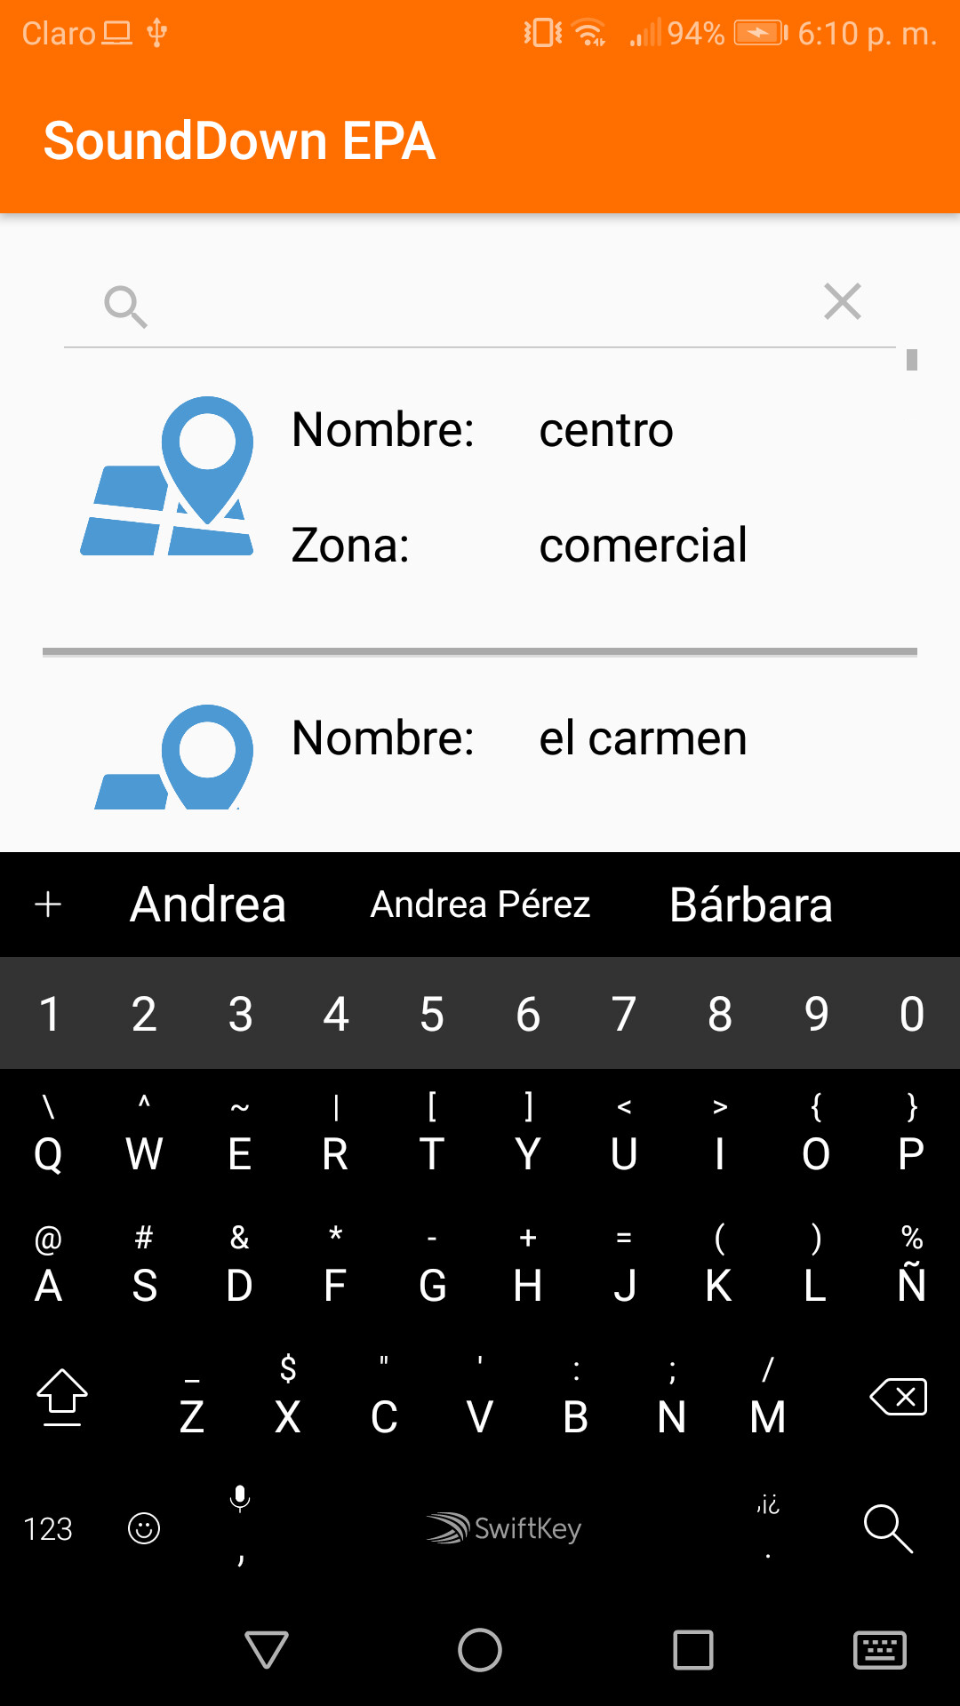 Claro 94% 6:10 p. m.
SoundDown EPA
Nombre: centro
Zona: comercial
Nombre: el carmen
+ Andrea Andrea Pérez Bárbara
1 2 3 4 5 6 7 8 9 0
\ ^ ~ | [ ] < > { }
Q W E R T Y U I O P
@ # & * - + = ( ) %
A S D F G H J K L Ñ
_ $ " ' : ; /
Z X C V B N M
,¡¿
123 , SwiftKey .